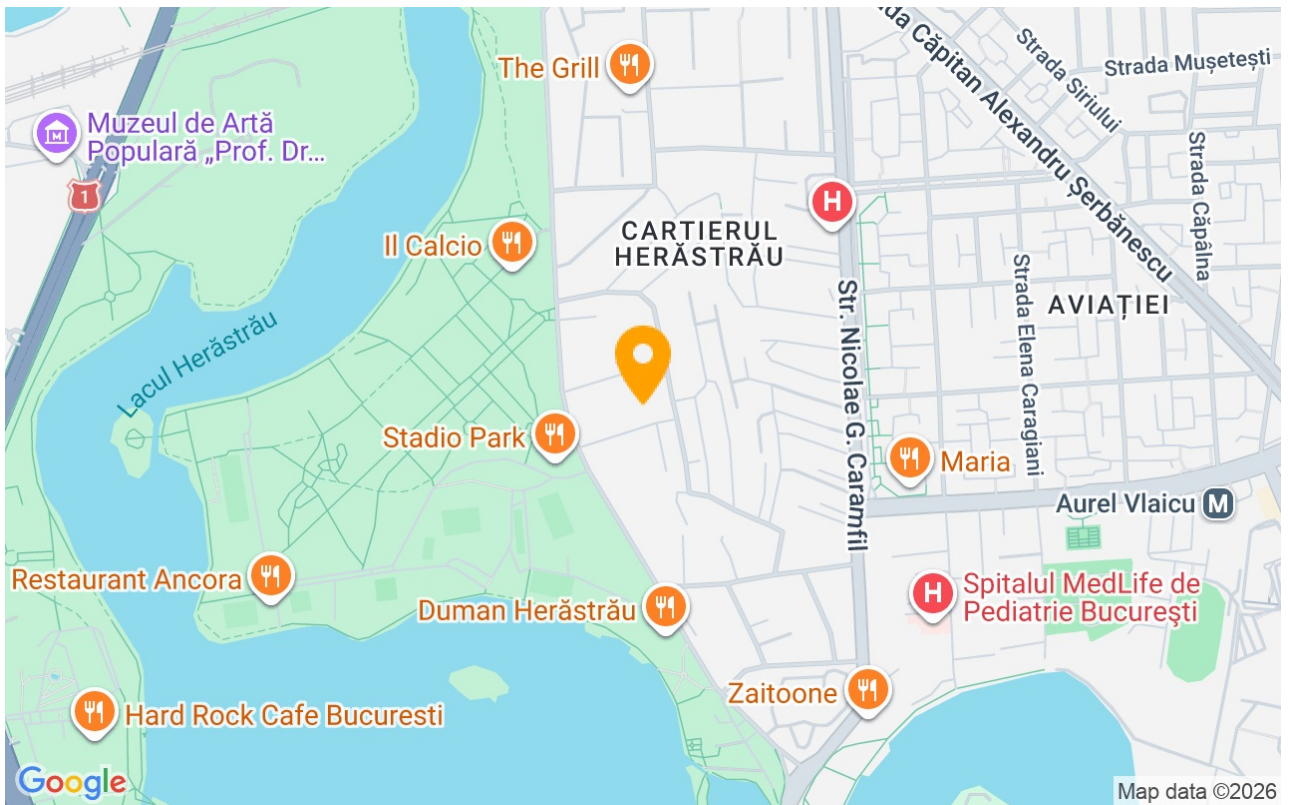 The Grill
Strada Siriului
Strada Mușetești
Muzeul de Artă
Populară „Prof. Dr...
1
H
Strada Căpâlna
da Căpitan Alexandru Șerbănescu
CARTIERUL
HERĂSTRĂU
Il Calcio
Strada Elena Caragiani
AVIAȚIEI
Lacul Herăstrău
Str. Nicolae G. Caramfil
Stadio Park
Maria
Aurel Vlaicu M
Restaurant Ancora
Duman Herăstrău
H
Spitalul MedLife de
Pediatrie București
Zaitoone
Hard Rock Cafe Bucuresti
Google
Map data ©2026